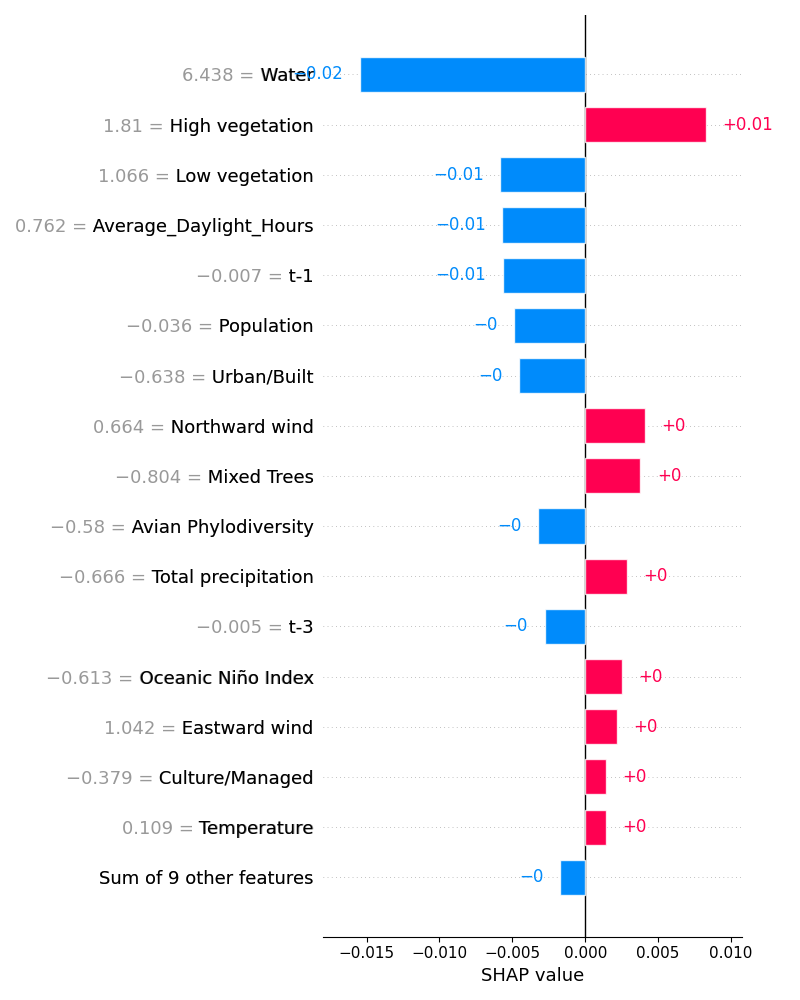 6.438 = Water −0.02
1.81 = High vegetation +0.01
1.066 = Low vegetation −0.01
0.762 = Average_Daylight_Hours −0.01
−0.007 = t-1 −0.01
−0.036 = Population −0
−0.638 = Urban/Built −0
0.664 = Northward wind +0
−0.804 = Mixed Trees +0
−0.58 = Avian Phylodiversity −0
−0.666 = Total precipitation +0
−0.005 = t-3 −0
−0.613 = Oceanic Niño Index +0
1.042 = Eastward wind +0
−0.379 = Culture/Managed +0
0.109 = Temperature +0
Sum of 9 other features −0
−0.015 −0.010 −0.005 0.000 0.005 0.010
SHAP value